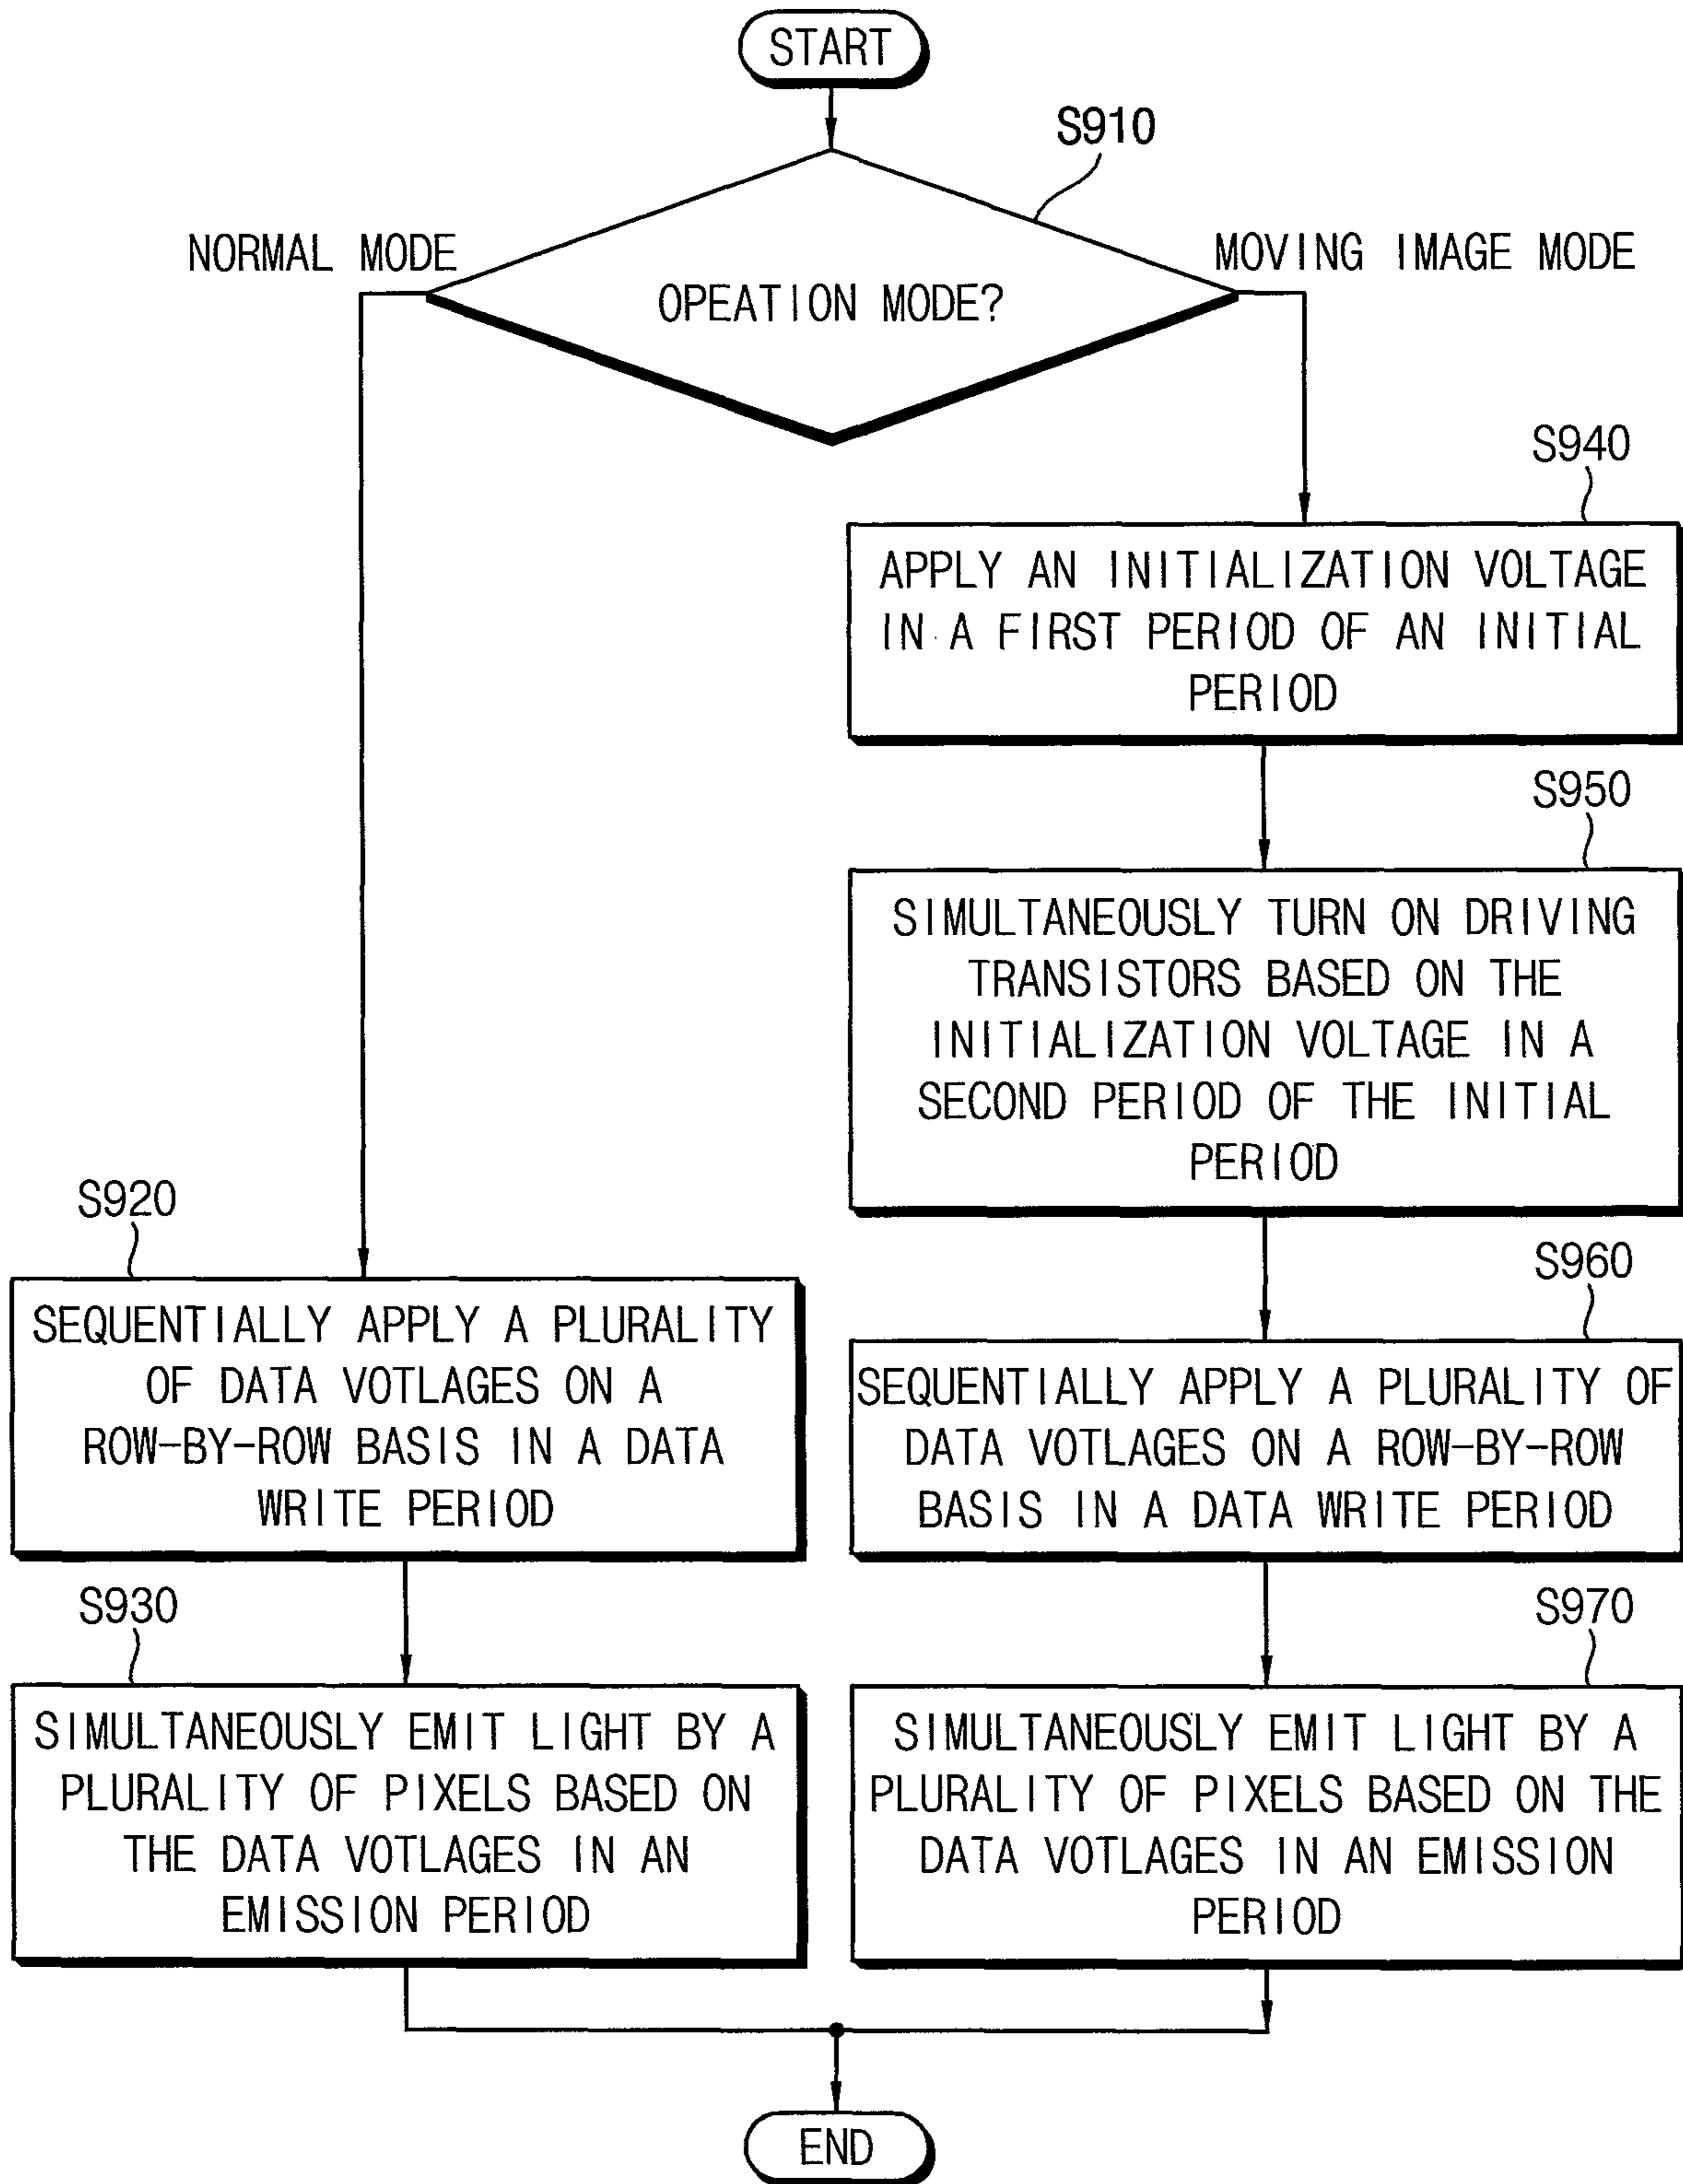 START
S910
NORMAL MODE
MOVING IMAGE MODE
OPEATION MODE?
S940
APPLY AN INITIALIZATION VOLTAGE
IN A FIRST PERIOD OF AN INITIAL
PERIOD
S950
SIMULTANEOUSLY TURN ON DRIVING
TRANSISTORS BASED ON THE
INITIALIZATION VOLTAGE IN A
SECOND PERIOD OF THE INITIAL
PERIOD
S920
SEQUENTIALLY APPLY A PLURALITY
OF DATA VOTLAGES ON A
ROW-BY-ROW BASIS IN A DATA
WRITE PERIOD
S960
SEQUENTIALLY APPLY A PLURALITY OF
DATA VOTLAGES ON A ROW-BY-ROW
BASIS IN A DATA WRITE PERIOD
S930
SIMULTANEOUSLY EMIT LIGHT BY A
PLURALITY OF PIXELS BASED ON
THE DATA VOTLAGES IN AN
EMISSION PERIOD
S970
SIMULTANEOUSLY EMIT LIGHT BY A
PLURALITY OF PIXELS BASED ON THE
DATA VOTLAGES IN AN EMISSION
PERIOD
END